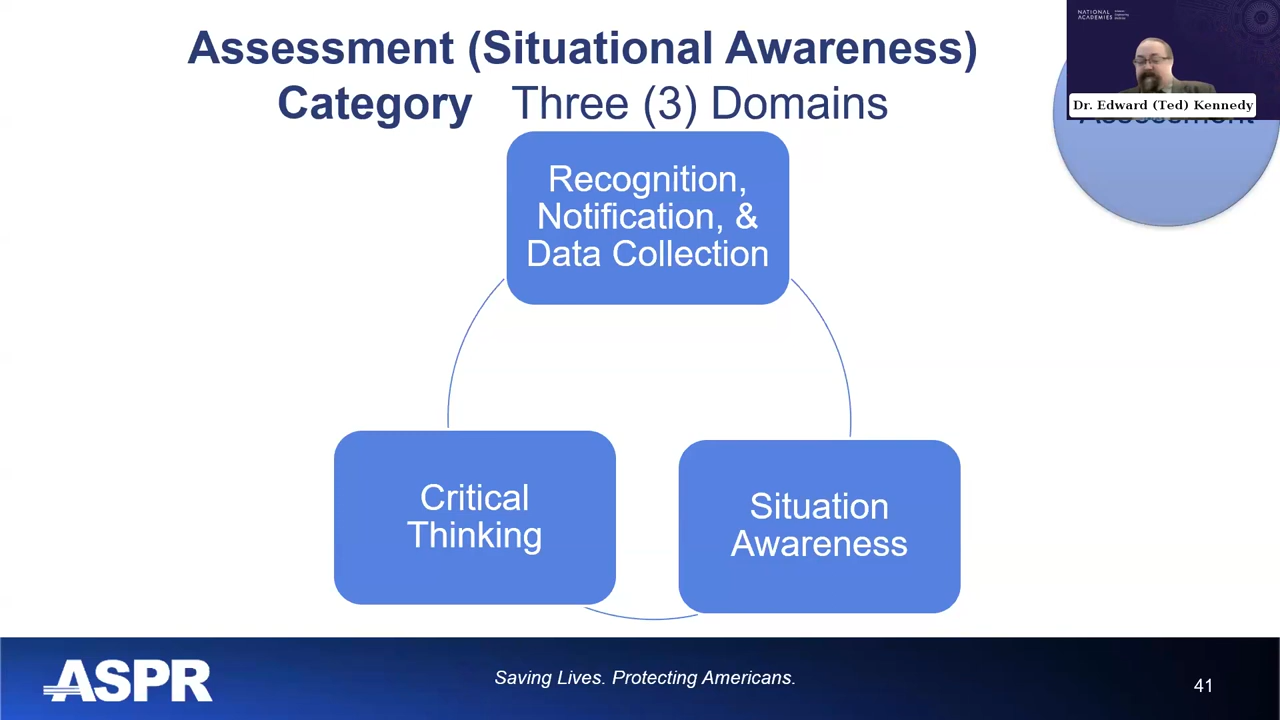 Assessment (Situational Awareness)
Category Three (3) Domains
NATIONAL
ACADEMIES
Dr. Edward (Ted) Kennedy
Assessment
Recognition,
Notification, &
Data Collection
Critical
Thinking
Situation
Awareness
ASPR
Saving Lives. Protecting Americans.
41